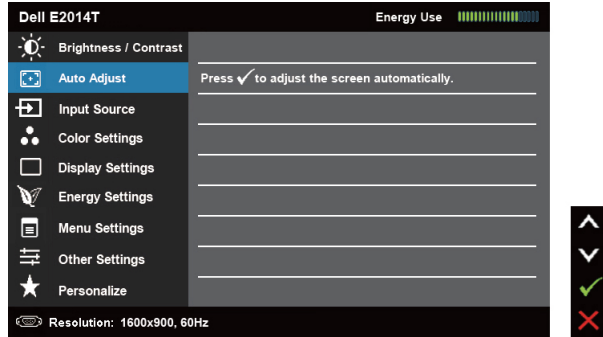 Dell E2014T Energy Use
Brightness / Contrast
Auto Adjust Press ✓ to adjust the screen automatically.
Input Source
Color Settings
Display Settings
Energy Settings
Menu Settings
Other Settings
Personalize
Resolution: 1600x900, 60Hz